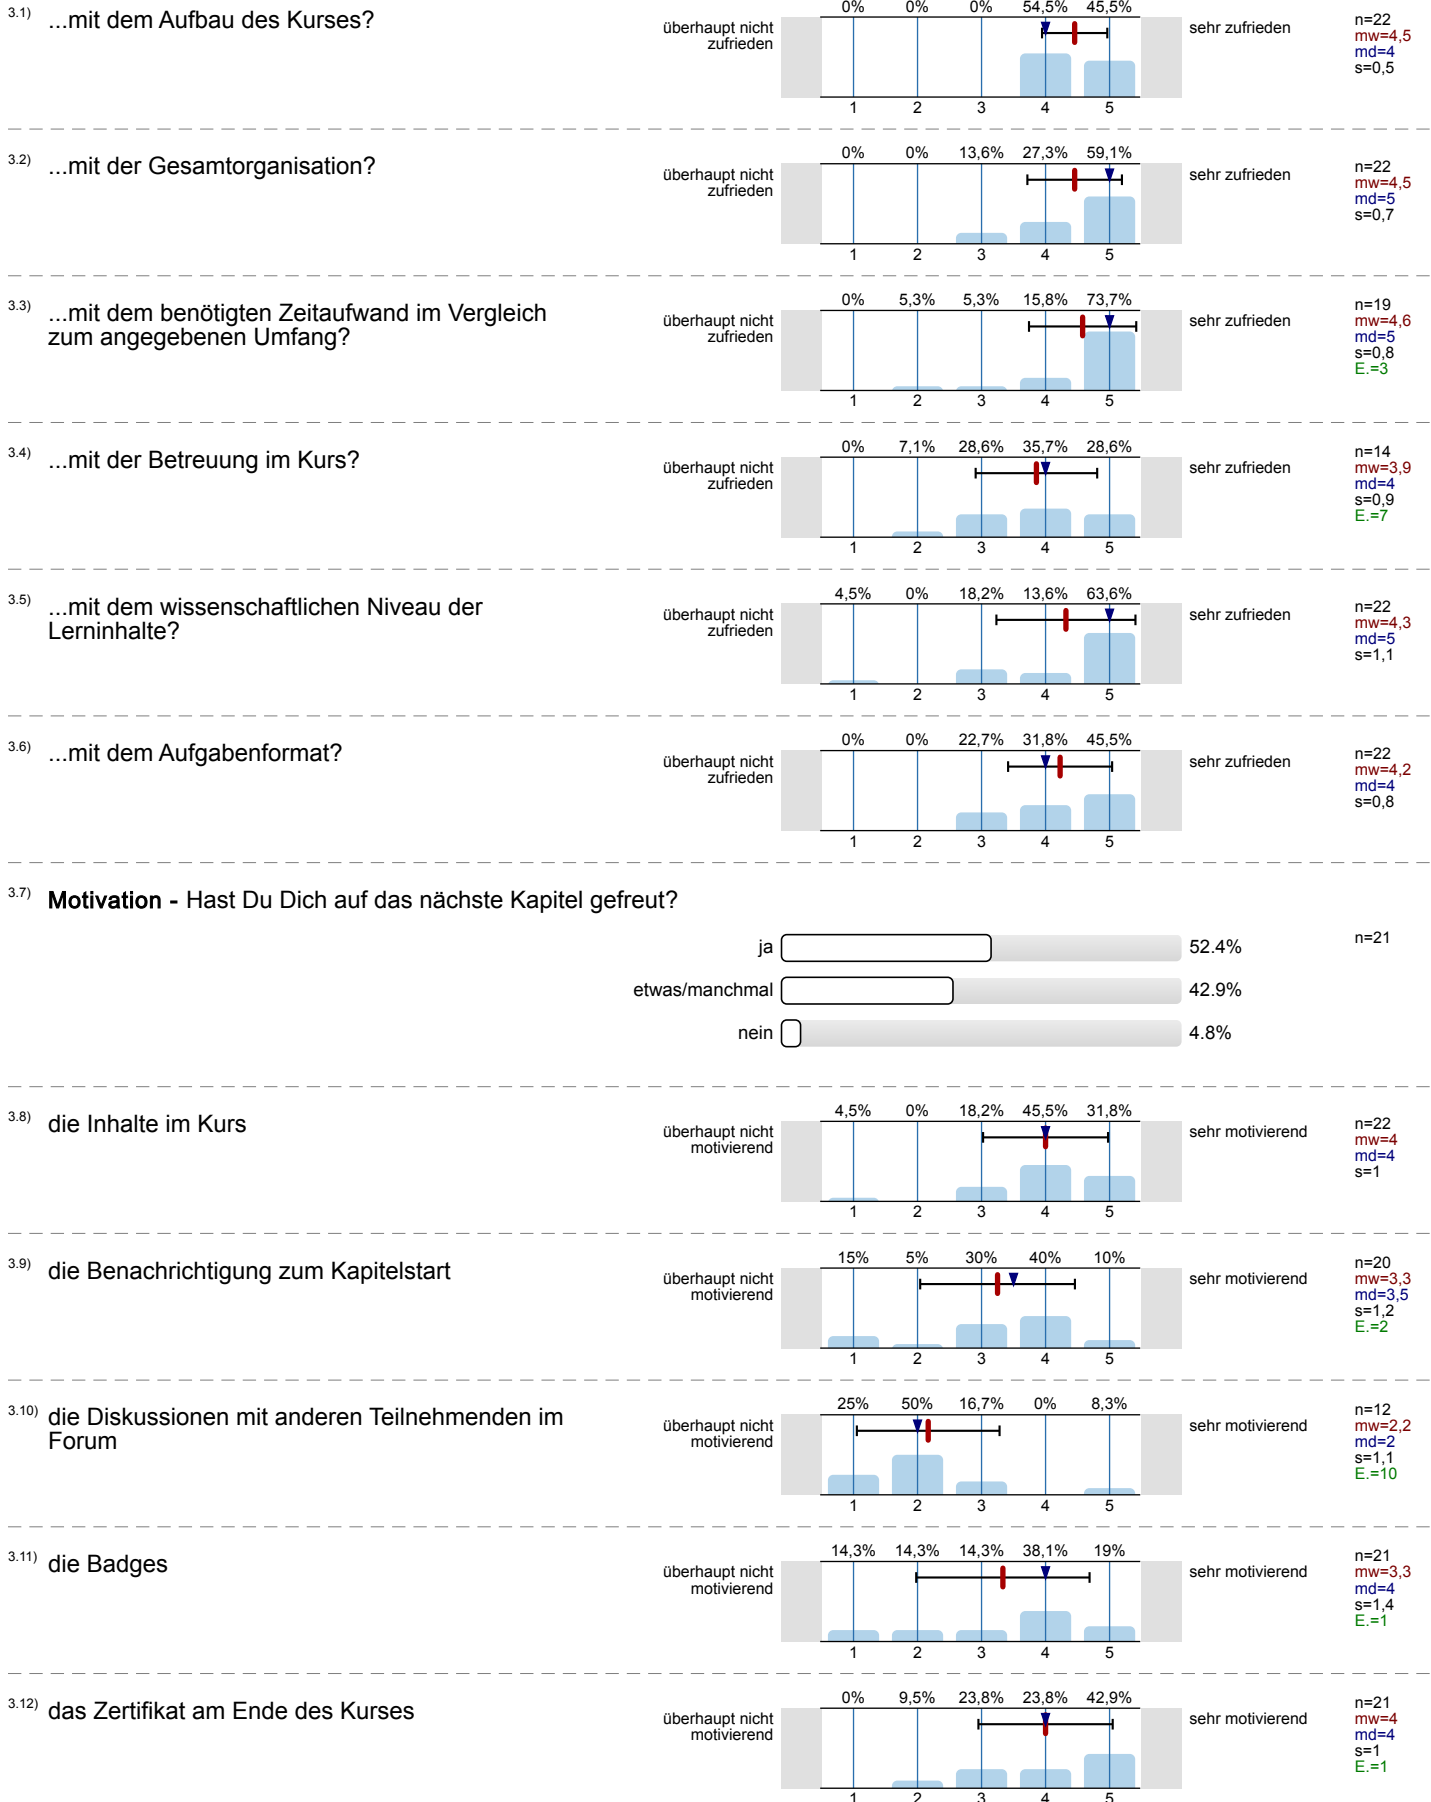 3.1) ...mit dem Aufbau des Kurses?
0% 0% 0% 54,5% 45,5%
überhaupt nicht
zufrieden
sehr zufrieden
n=22
mw=4,5
md=4
s=0,5
1 2 3 4 5
3.2) ...mit der Gesamtorganisation?
0% 0% 13,6% 27,3% 59,1%
überhaupt nicht
zufrieden
sehr zufrieden
n=22
mw=4,5
md=5
s=0,7
1 2 3 4 5
3.3) ...mit dem benötigten Zeitaufwand im Vergleich
zum angegebenen Umfang?
0% 5,3% 5,3% 15,8% 73,7%
überhaupt nicht
zufrieden
sehr zufrieden
n=19
mw=4,6
md=5
s=0,8
E.=3
1 2 3 4 5
3.4) ...mit der Betreuung im Kurs?
0% 7,1% 28,6% 35,7% 28,6%
überhaupt nicht
zufrieden
sehr zufrieden
n=14
mw=3,9
md=4
s=0,9
E.=7
1 2 3 4 5
3.5) ...mit dem wissenschaftlichen Niveau der
Lerninhalte?
4,5% 0% 18,2% 13,6% 63,6%
überhaupt nicht
zufrieden
sehr zufrieden
n=22
mw=4,3
md=5
s=1,1
1 2 3 4 5
3.6) ...mit dem Aufgabenformat?
0% 0% 22,7% 31,8% 45,5%
überhaupt nicht
zufrieden
sehr zufrieden
n=22
mw=4,2
md=4
s=0,8
1 2 3 4 5
3.7) Motivation - Hast Du Dich auf das nächste Kapitel gefreut?
ja 52.4%
n=21
etwas/manchmal 42.9%
nein 4.8%
3.8) die Inhalte im Kurs
4,5% 0% 18,2% 45,5% 31,8%
überhaupt nicht
motivierend
sehr motivierend
n=22
mw=4
md=4
s=1
1 2 3 4 5
3.9) die Benachrichtigung zum Kapitelstart
15% 5% 30% 40% 10%
überhaupt nicht
motivierend
sehr motivierend
n=20
mw=3,3
md=3,5
s=1,2
E.=2
1 2 3 4 5
3.10) die Diskussionen mit anderen Teilnehmenden im
Forum
25% 50% 16,7% 0% 8,3%
überhaupt nicht
motivierend
sehr motivierend
n=12
mw=2,2
md=2
s=1,1
E.=10
1 2 3 4 5
3.11) die Badges
14,3% 14,3% 14,3% 38,1% 19%
überhaupt nicht
motivierend
sehr motivierend
n=21
mw=3,3
md=4
s=1,4
E.=1
1 2 3 4 5
3.12) das Zertifikat am Ende des Kurses
0% 9,5% 23,8% 23,8% 42,9%
überhaupt nicht
motivierend
sehr motivierend
n=21
mw=4
md=4
s=1
E.=1
1 2 3 4 5